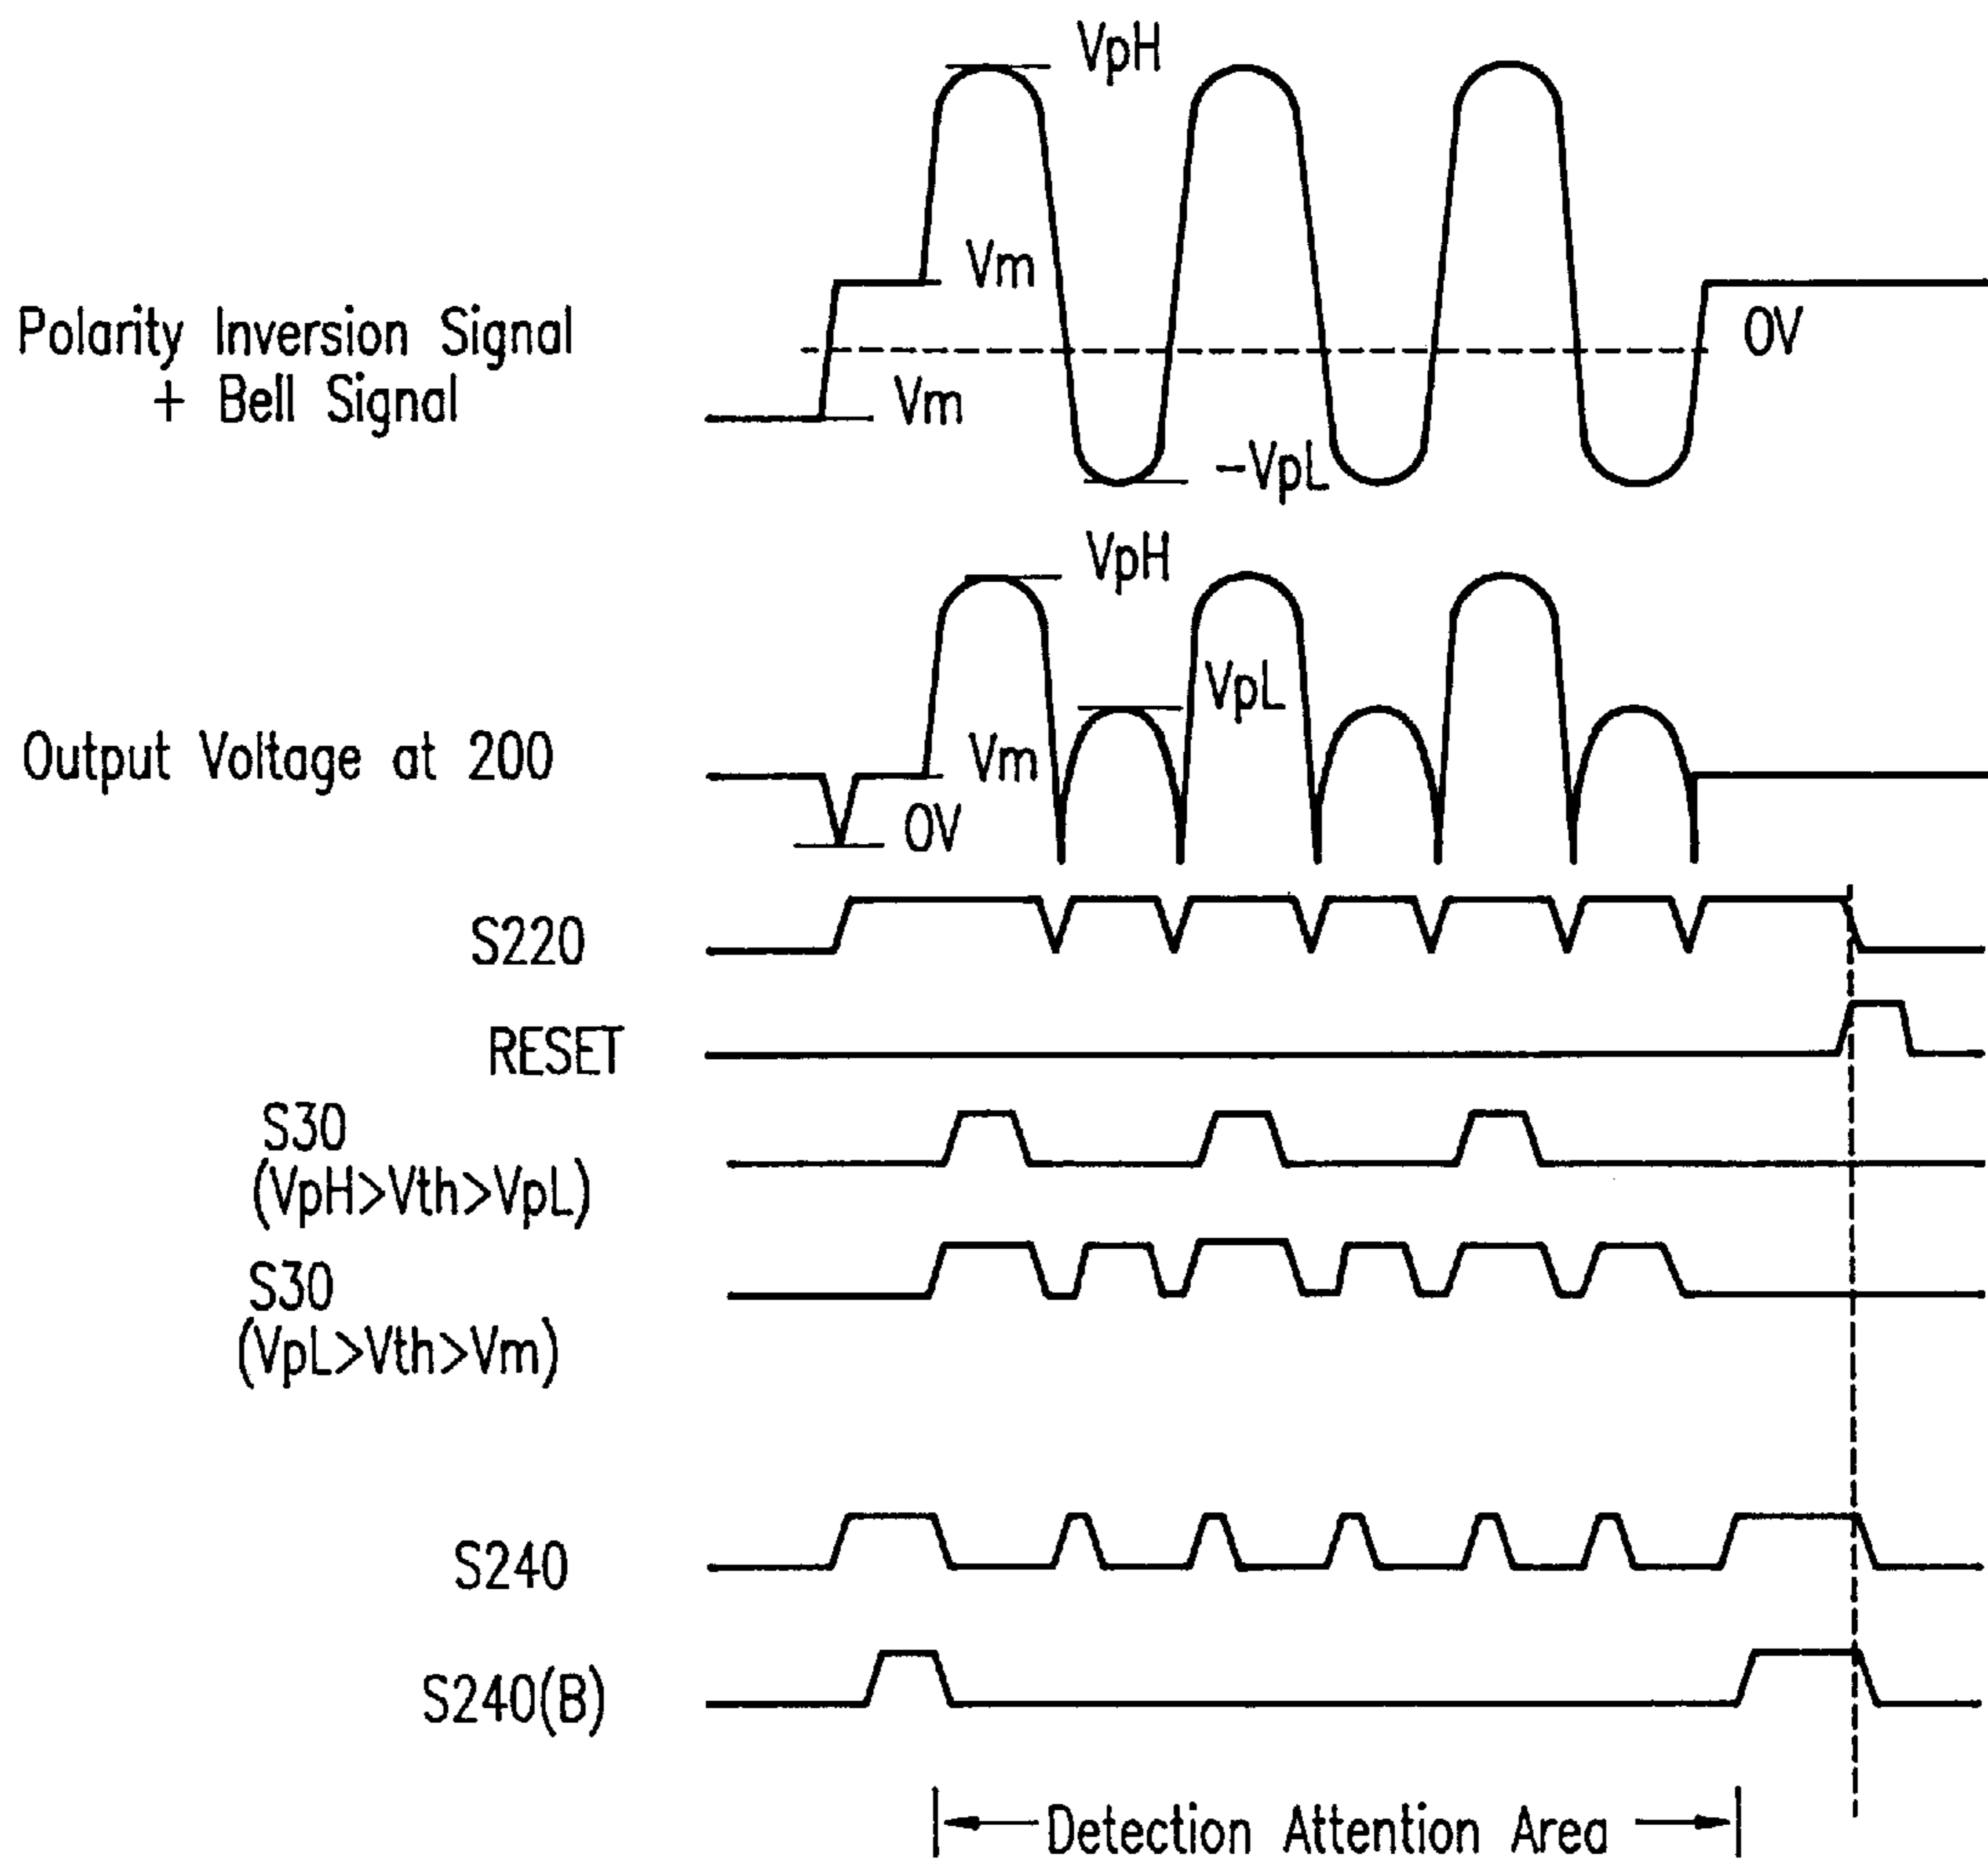 VpH
Vm
Polarity Inversion Signal
+ Bell Signal
0V
Vm
-VpL
VpH
VpL
Output Voltage at 200
Vm
0V
S220
RESET
S30
(VpH>Vth>VpL)
S30
(VpL>Vth>Vm)
S240
S240(B)
Detection Attention Area